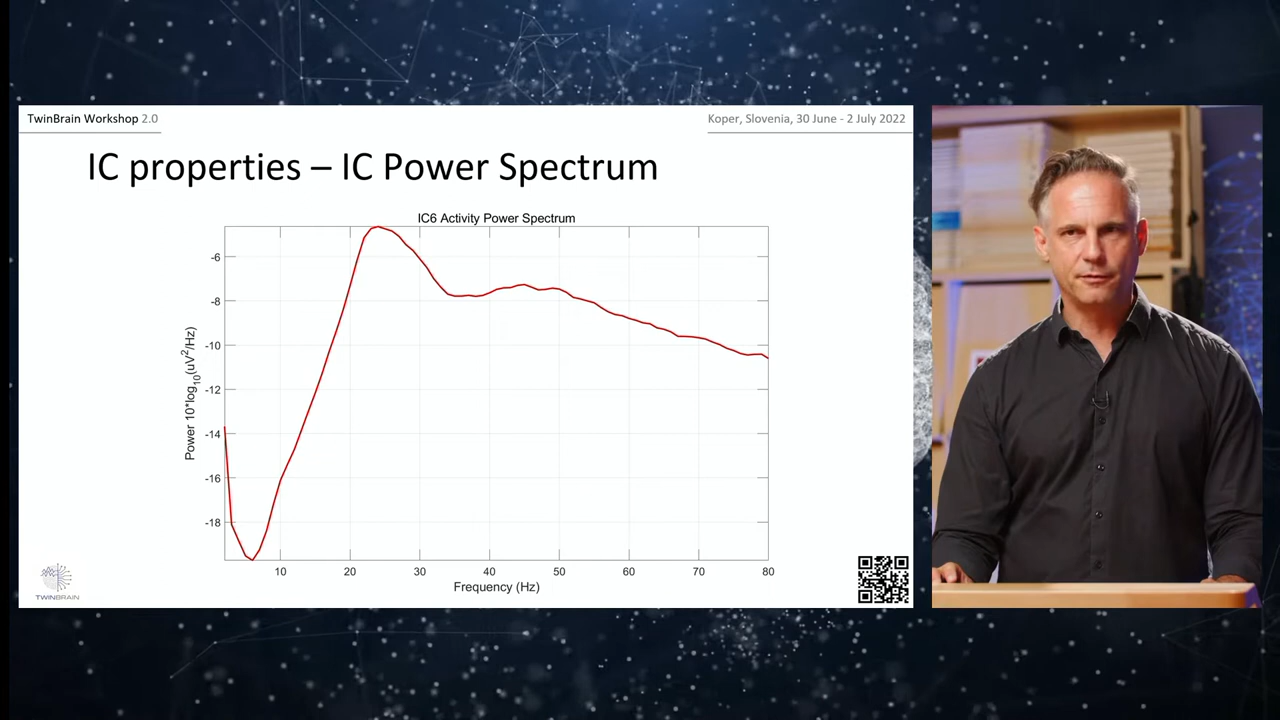 TwinBrain Workshop 2.0
Koper, Slovenia, 30 June - 2 July 2022
IC properties – IC Power Spectrum
IC6 Activity Power Spectrum
Power 10*log10(uV2/Hz)
-6
-8
-10
-12
-14
-16
-18
10 20 30 40 50 60 70 80
Frequency (Hz)
TWINBRAIN